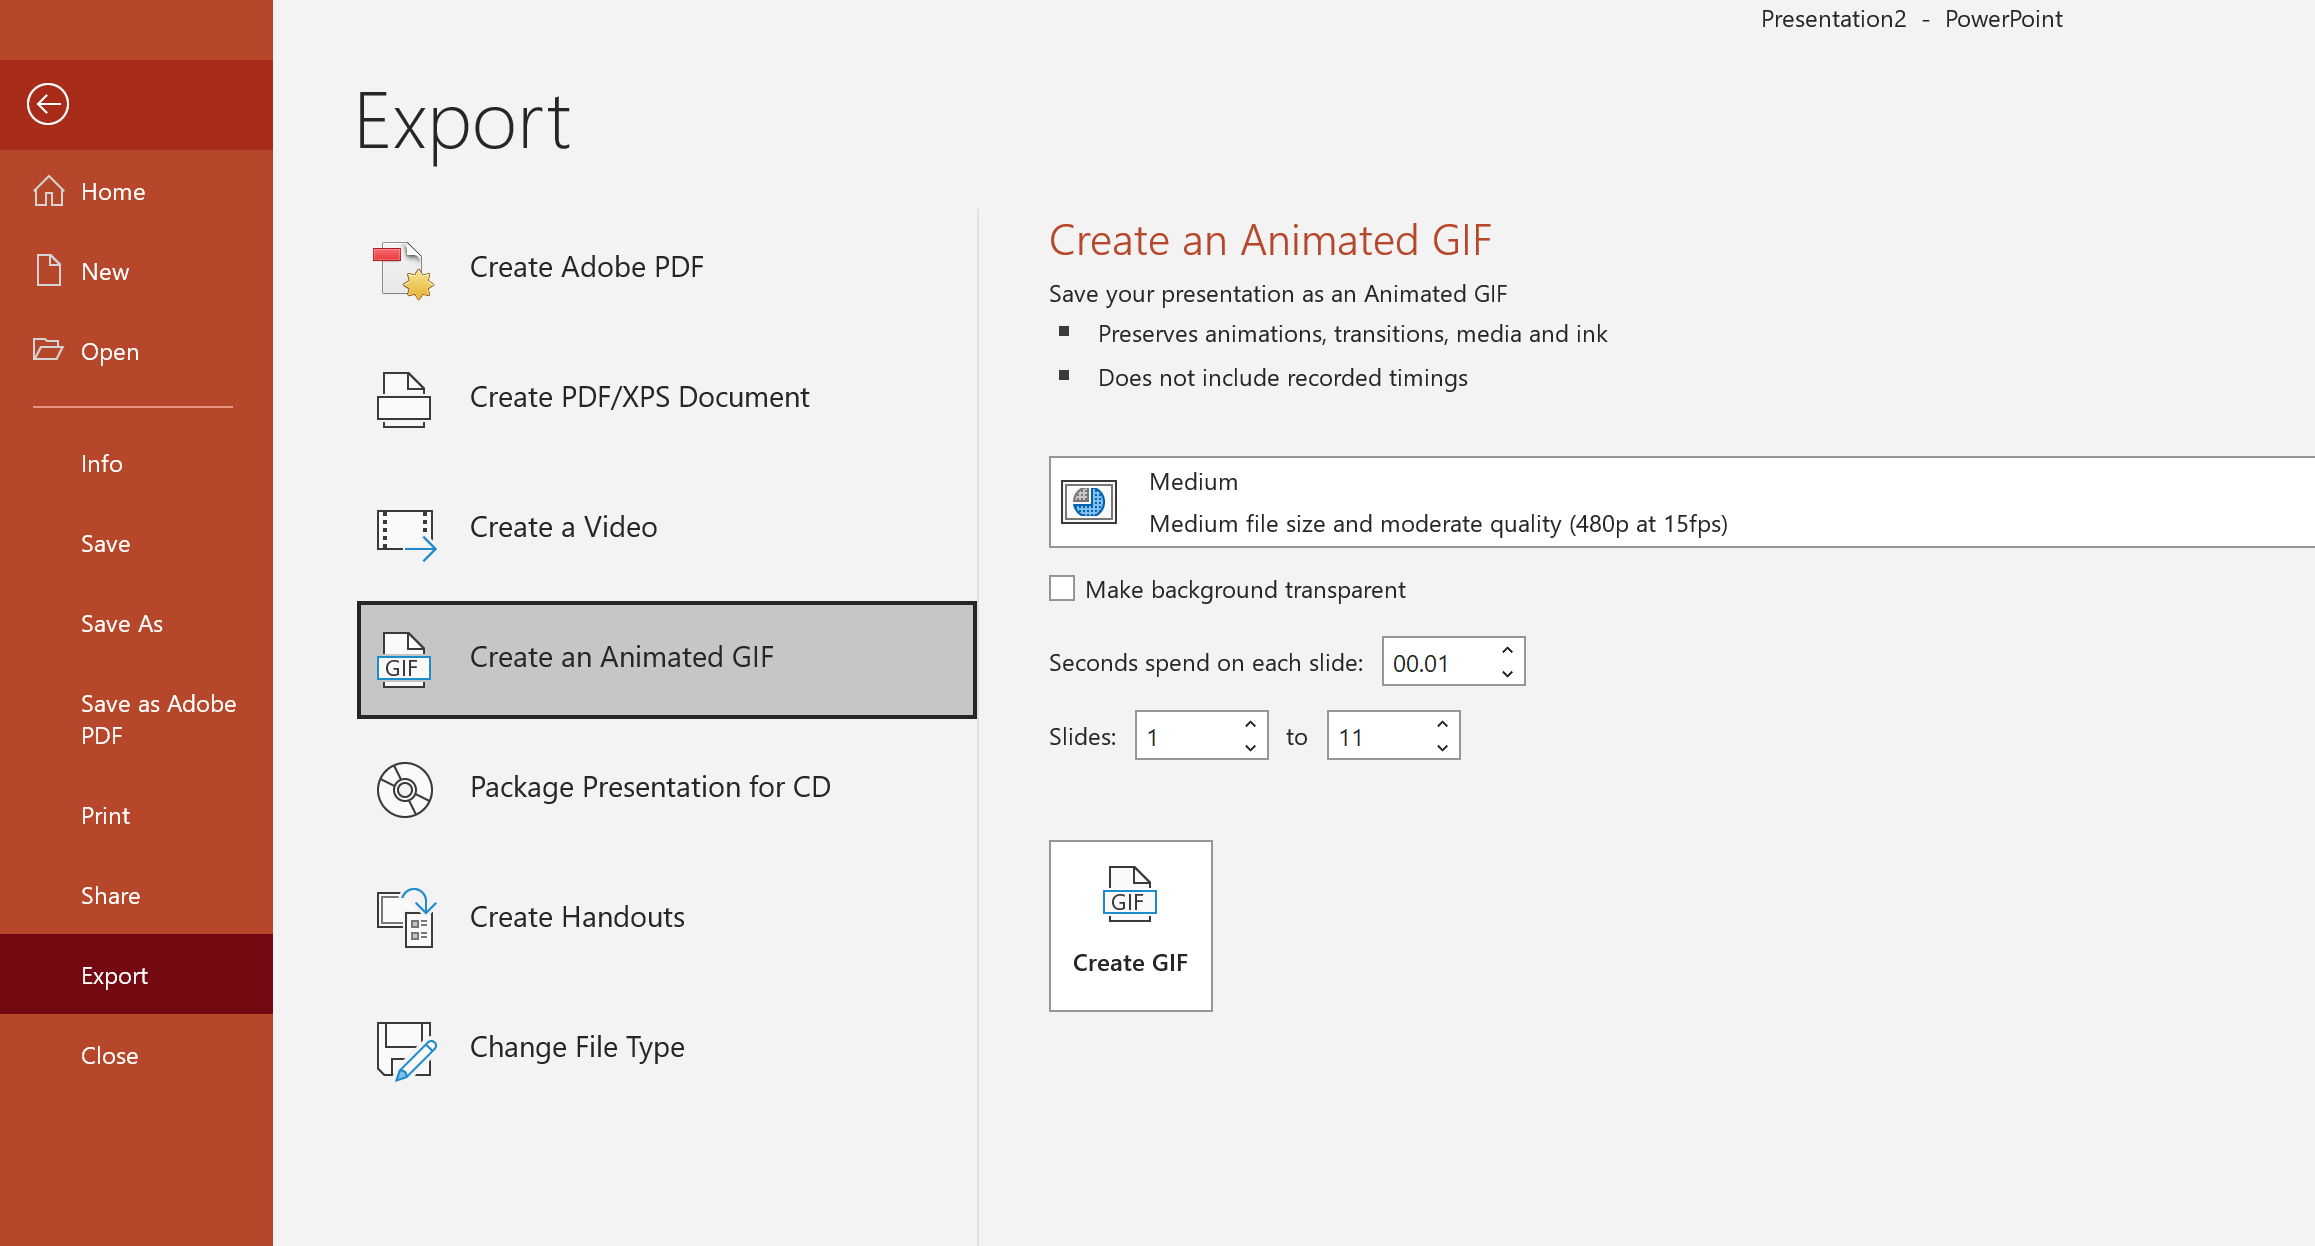 Presentation2 - PowerPoint
Home
New
Open
Info
Save
Save As
Save as Adobe
PDF
Print
Share
Export
Close
Export
Create Adobe PDF
Create PDF/XPS Document
Create a Video
GIF
Create an Animated GIF
Package Presentation for CD
Create Handouts
Change File Type
Create an Animated GIF
Save your presentation as an Animated GIF
Preserves animations, transitions, media and ink
Does not include recorded timings
Medium
Medium file size and moderate quality (480p at 15fps)
Make background transparent
Seconds spend on each slide: 00.01
Slides: 1 to 11
GIF
Create GIF